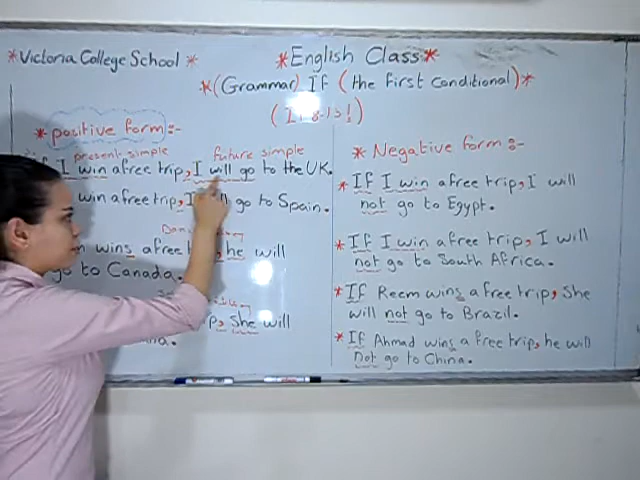 *Victoria College School *
*English Class*
*(Grammar) If (the first conditional)*
*positive form:-
present simple future simple
If I win a free trip, I will go to the UK.
win a free trip, I will go to Spain.
wins a free he will
go to Canada.
, She will
*Negative form:-
*If I win a free trip, I will
not go to Egypt.
*If I win a free trip, I will
not go to South Africa.
*If Reem wins a free trip, She
will not go to Brazil.
*If Ahmad wins a free trip, he will
not go to China.